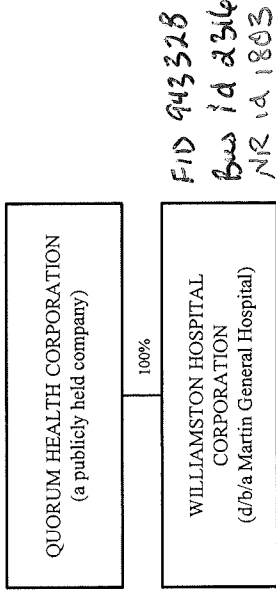 QUORUM HEALTH CORPORATION
(a publicly held company)
100%
WILLIAMSTON HOSPITAL
CORPORATION
(d/b/a Martin General Hospital)
FID 943328
Bus id 2316
NR id 1803